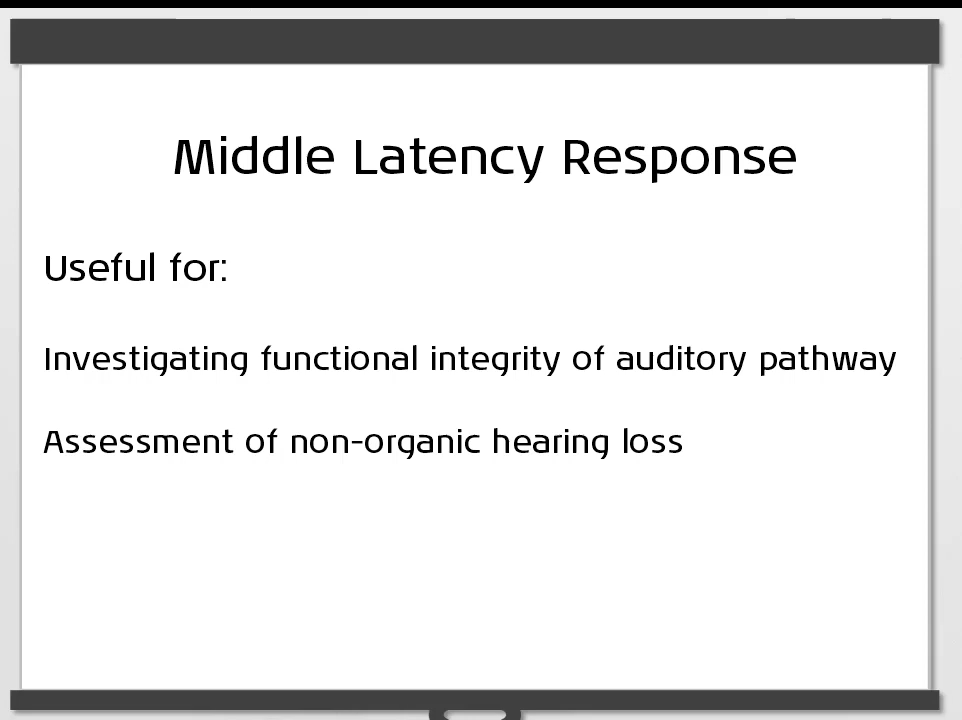 Middle Latency Response
Useful for:
Investigating functional integrity of auditory pathway
Assessment of non-organic hearing loss